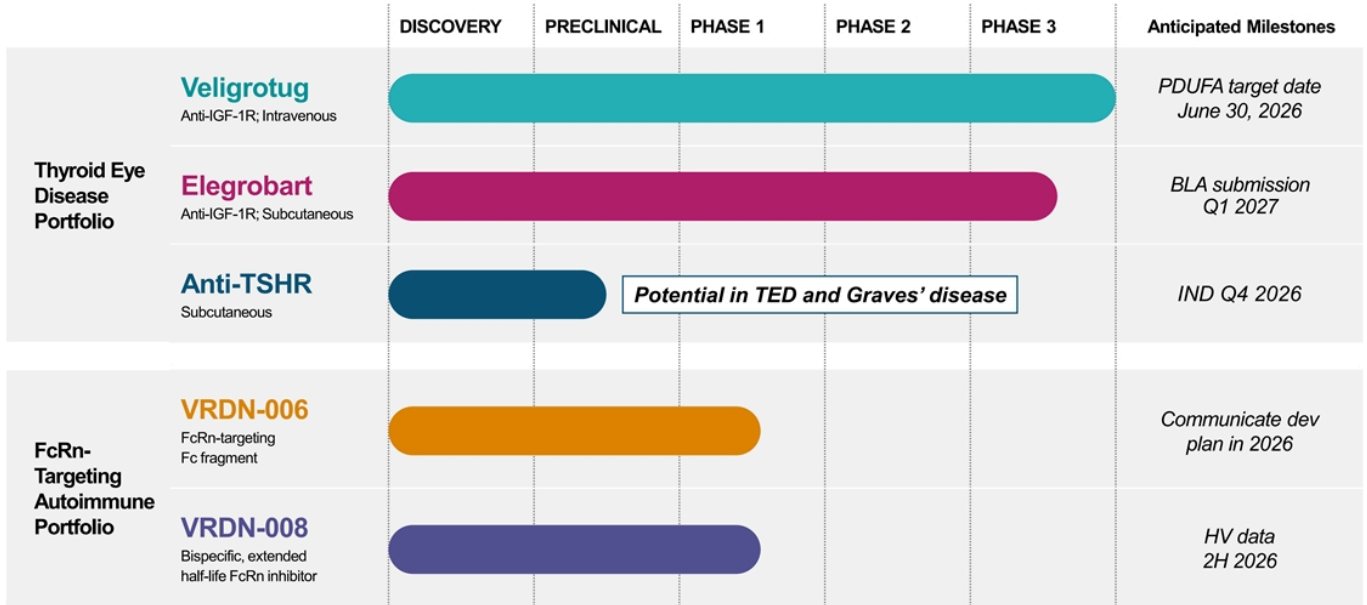 DISCOVERY PRECLINICAL PHASE 1 PHASE 2 PHASE 3 Anticipated Milestones
Thyroid Eye
Disease
Portfolio
Veligrotug
Anti-IGF-1R; Intravenous
PDUFA target date
June 30, 2026
Elegrobart
Anti-IGF-1R; Subcutaneous
BLA submission
Q1 2027
Anti-TSHR
Subcutaneous
Potential in TED and Graves’ disease
IND Q4 2026
FcRn-
Targeting
Autoimmune
Portfolio
VRDN-006
FcRn-targeting
Fc fragment
Communicate dev
plan in 2026
VRDN-008
Bispecific, extended
half-life FcRn inhibitor
HV data
2H 2026